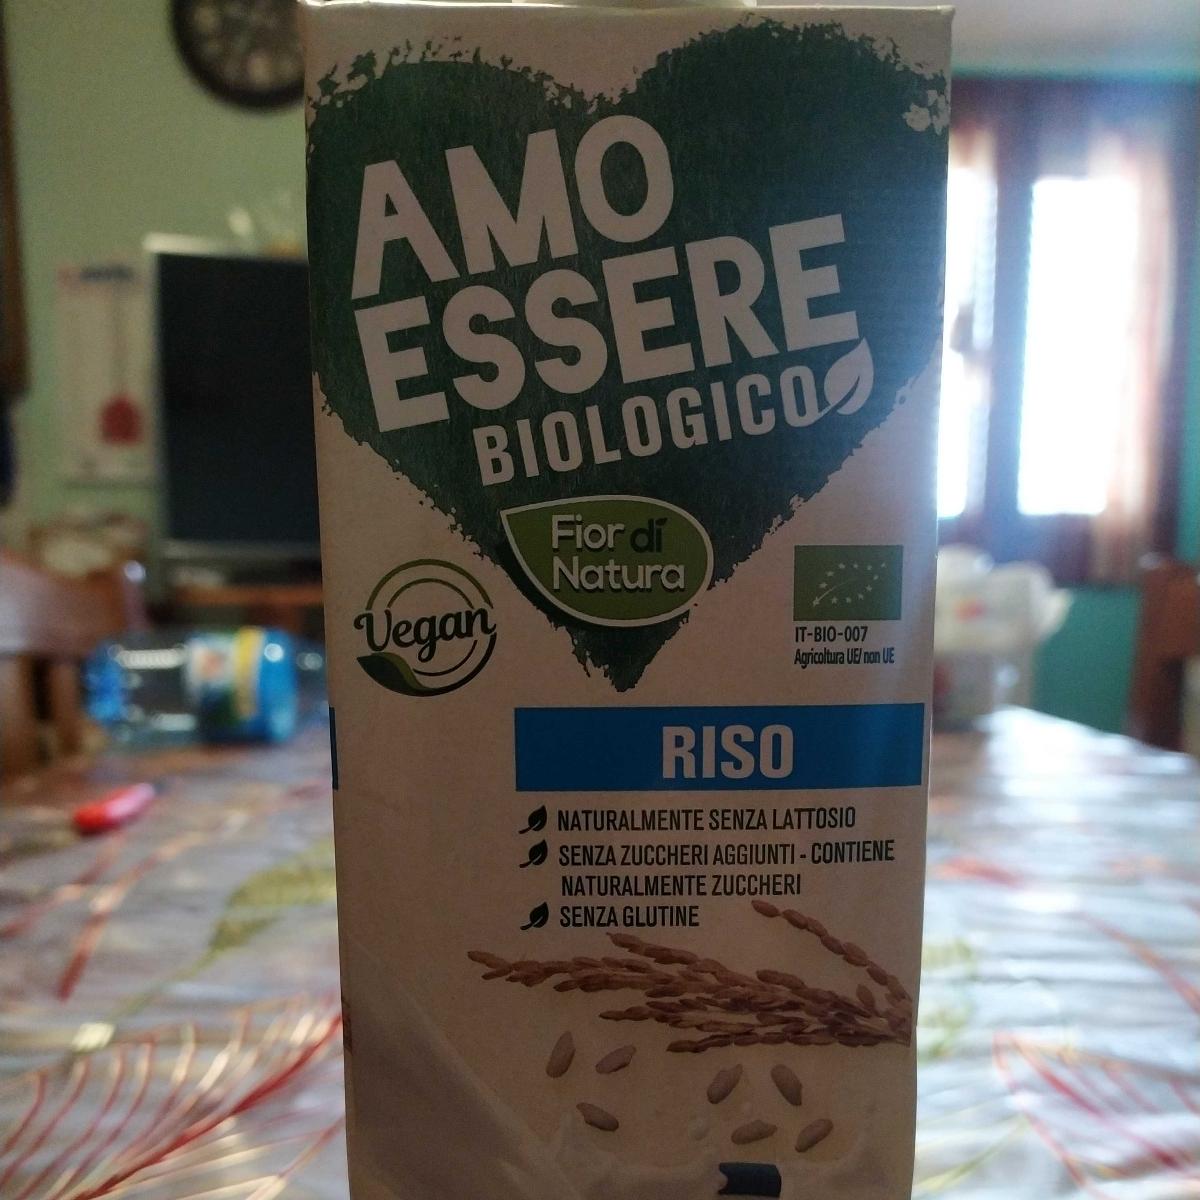 AMO
ESSERE
BIOLOGICO
Fior di
Natura
Vegan
IT-BIO-007
Agricoltura UE/non UE
RISO
NATURALMENTE SENZA LATTOSIO
SENZA ZUCCHERI AGGIUNTI - CONTIENE
NATURALMENTE ZUCCHERI
SENZA GLUTINE